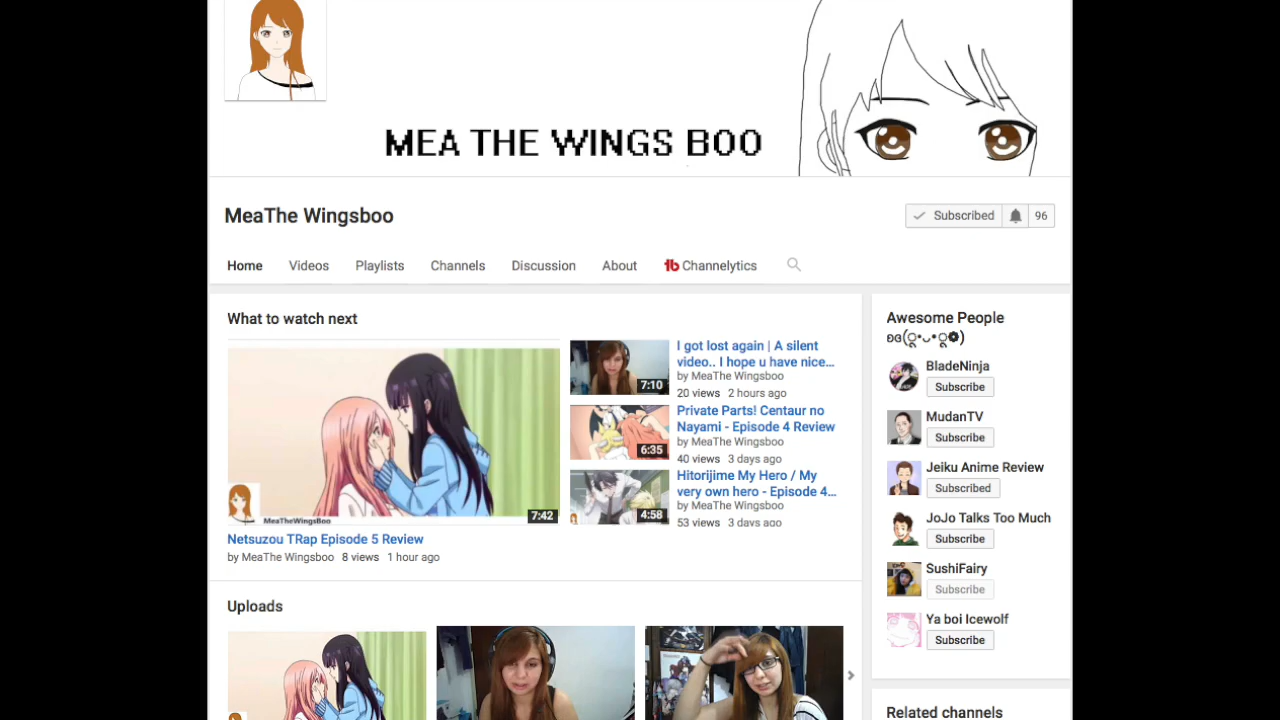 MEA THE WINGS BOO
MeaThe Wingsboo
Subscribed 96
Home Videos Playlists Channels Discussion About Channelytics
What to watch next
7:42
MeaTheWingsBoo
Netsuzou TRap Episode 5 Review
by MeaThe Wingsboo 8 views 1 hour ago
7:10
I got lost again | A silent
video.. I hope u have nice...
by MeaThe Wingsboo
20 views 2 hours ago
6:35
Private Parts! Centaur no
Nayami - Episode 4 Review
by MeaThe Wingsboo
40 views 3 days ago
4:58
Hitorijime My Hero / My
very own hero - Episode 4...
by MeaThe Wingsboo
53 views 3 days ago
Uploads
Awesome People
BladeNinja
Subscribe
MudanTV
Subscribe
Jeiku Anime Review
Subscribed
JoJo Talks Too Much
Subscribe
SushiFairy
Subscribe
Ya boi Icewolf
Subscribe
Related channels